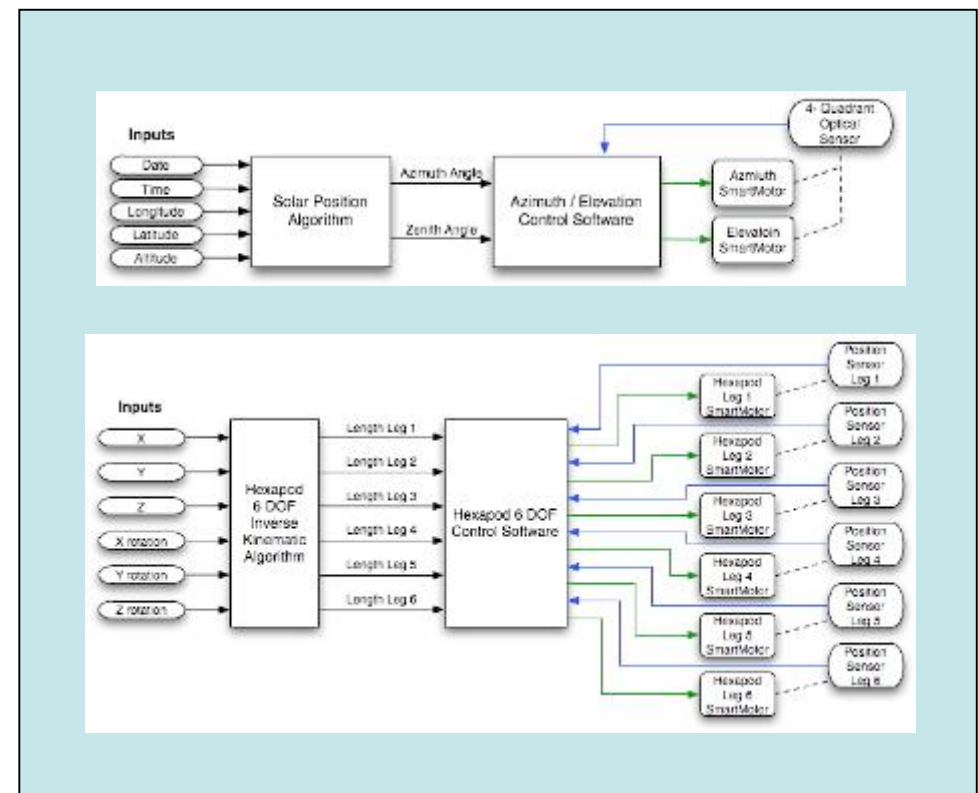 Inputs
Date
Time
Longitude
Latitude
Altitude
Solar Position
Algorithm
Azimuth Angle
Zenith Angle
Azimuth / Elevation
Control Software
4- Quadrant
Optical
Sensor
Azmiuth
SmartMotor
Elevatoin
SmartMotor
Inputs
X
Y
Z
X rotation
Y rotation
Z rotation
Hexapod
6 DOF
Inverse
Kinematic
Algorithm
Length Leg 1
Length Leg 2
Length Leg 3
Length Leg 4
Length Leg 5
Length Leg 6
Hexapod 6 DOF
Control Software
Hexapod
Leg 1
SmartMotor
Hexapod
Leg 2
SmartMotor
Hexapod
Leg 3
SmartMotor
Hexapod
Leg 4
SmartMotor
Hexapod
Leg 5
SmartMotor
Hexapod
Leg 6
SmartMotor
Position
Sensor
Leg 1
Position
Sensor
Leg 2
Position
Sensor
Leg 3
Position
Sensor
Leg 4
Position
Sensor
Leg 5
Position
Sensor
Leg 6